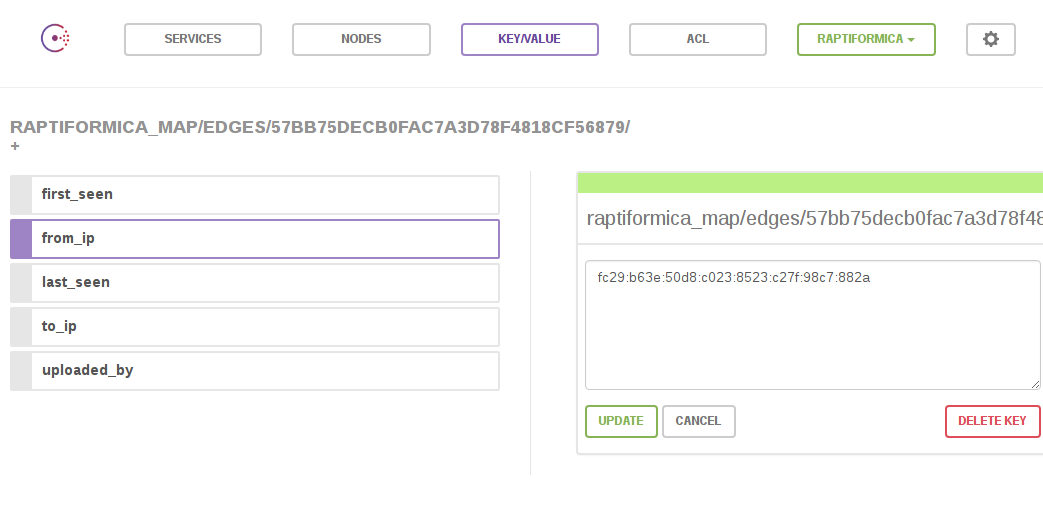 SERVICES
NODES
KEY/VALUE
ACL
RAPTIFORMICA
RAPTIFORMICA_MAP/EDGES/57BB75DECB0FAC7A3D78F4818CF56879/
+
first_seen
from_ip
last_seen
to_ip
uploaded_by
raptiformica_map/edges/57bb75decb0fac7a3d78f48
fc29:b63e:50d8:c023:8523:c27f:98c7:882a
UPDATE
CANCEL
DELETE KEY